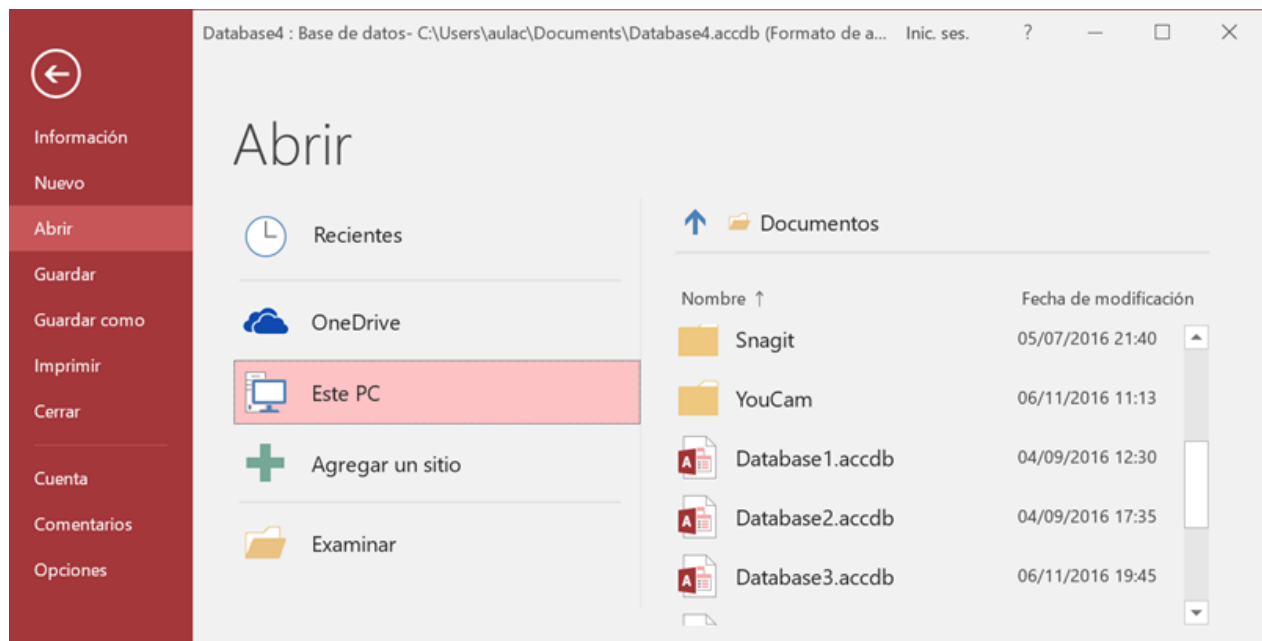 Database4 : Base de datos- C:\Users\aulac\Documents\Database4.accdb (Formato de a... Inic. ses. ?
Información
Nuevo
Abrir
Guardar
Guardar como
Imprimir
Cerrar
Cuenta
Comentarios
Opciones
Abrir
Recientes
OneDrive
Este PC
Agregar un sitio
Examinar
Documentos
Nombre ↑ Fecha de modificación
Snagit 05/07/2016 21:40
YouCam 06/11/2016 11:13
Database1.accdb 04/09/2016 12:30
Database2.accdb 04/09/2016 17:35
Database3.accdb 06/11/2016 19:45